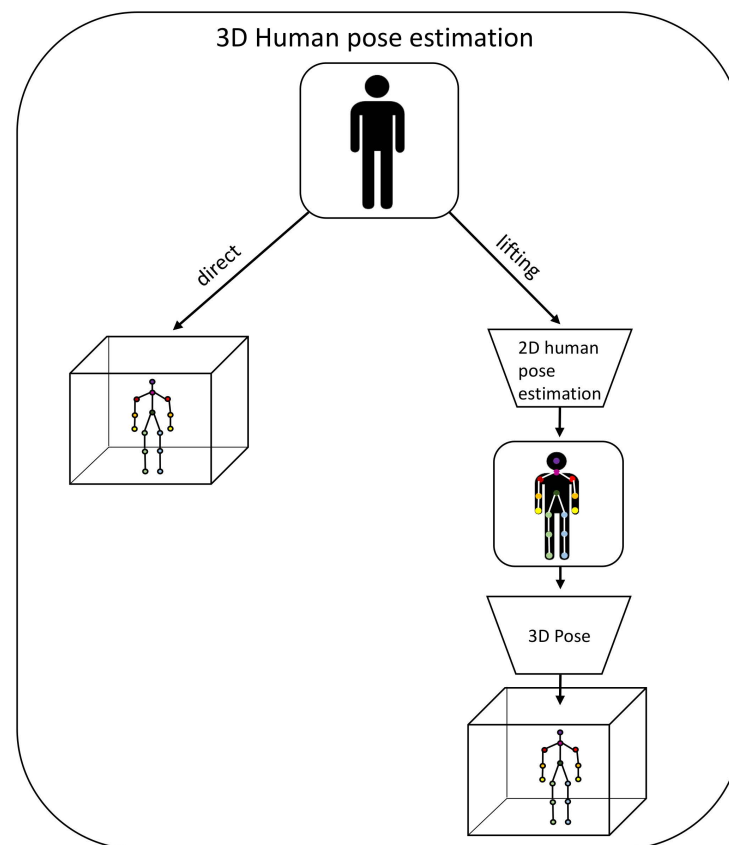 3D Human pose estimation
direct
lifting
2D human
pose
estimation
3D Pose